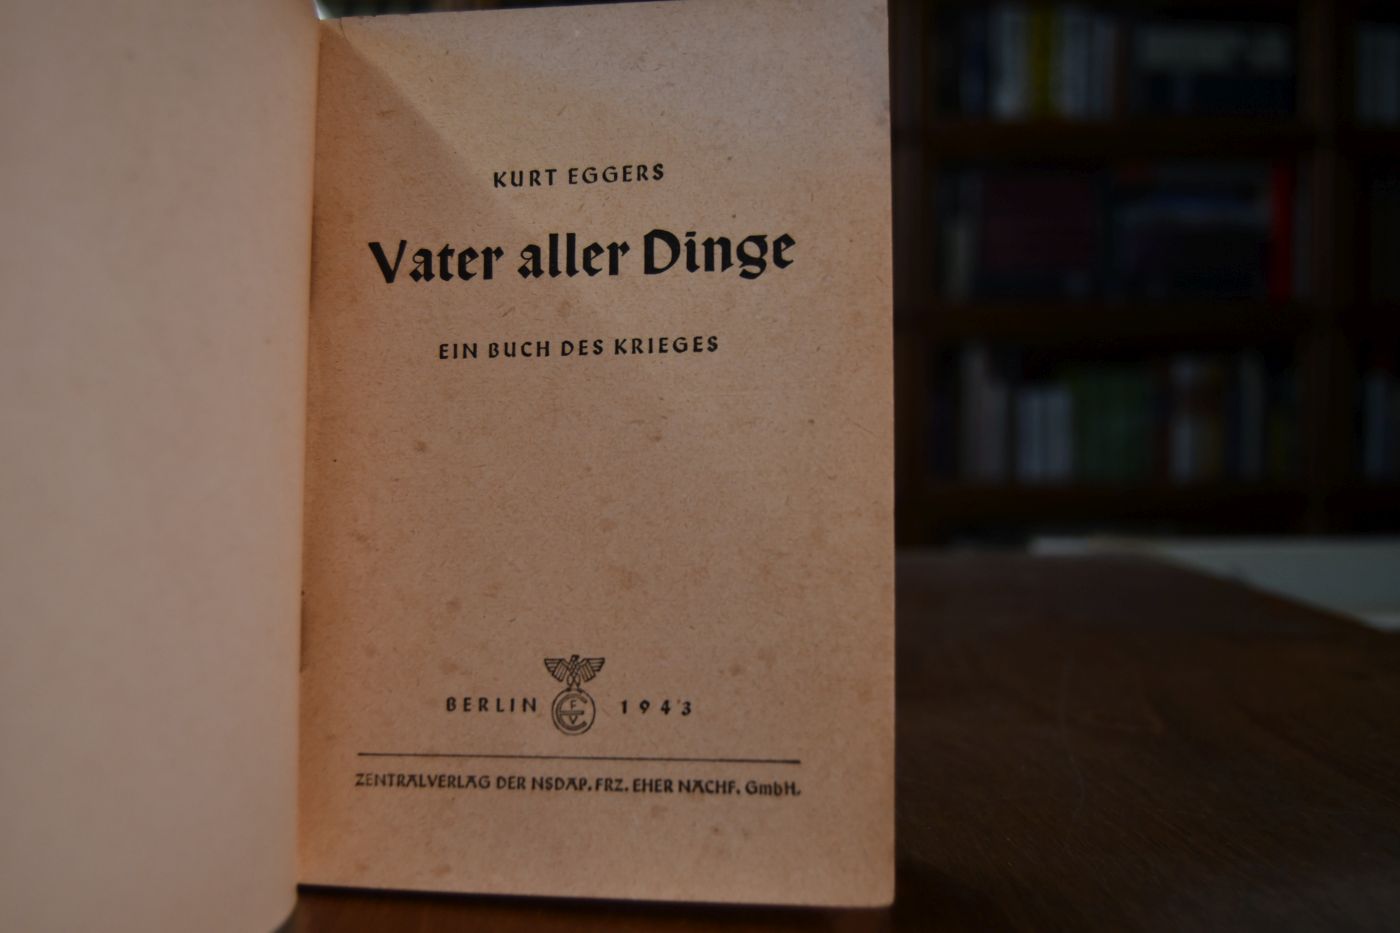 KURT EGGERS
Vater aller Dinge
EIN BUCH DES KRIEGES
BERLIN 1943
ZENTRALVERLAG DER NSDAP. FRZ. EHER NACHF. GmbH.